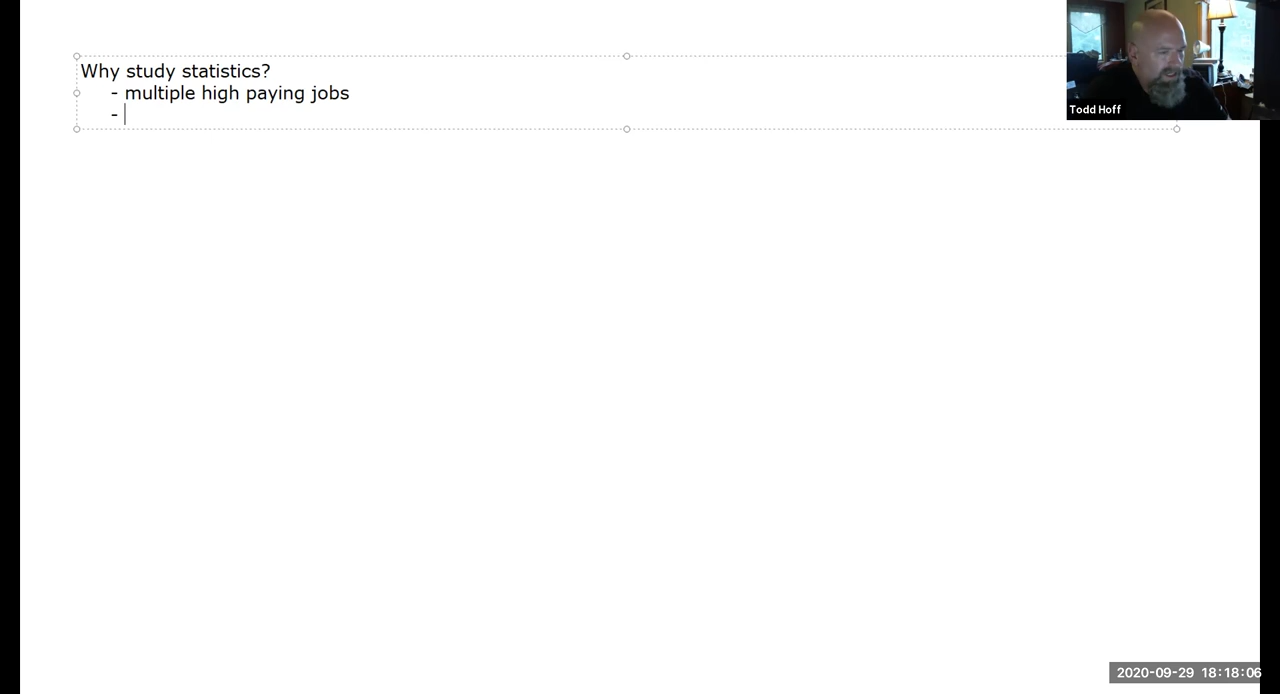 Why study statistics?
- multiple high paying jobs
-
Todd Hoff
2020-09-29 18:18:06